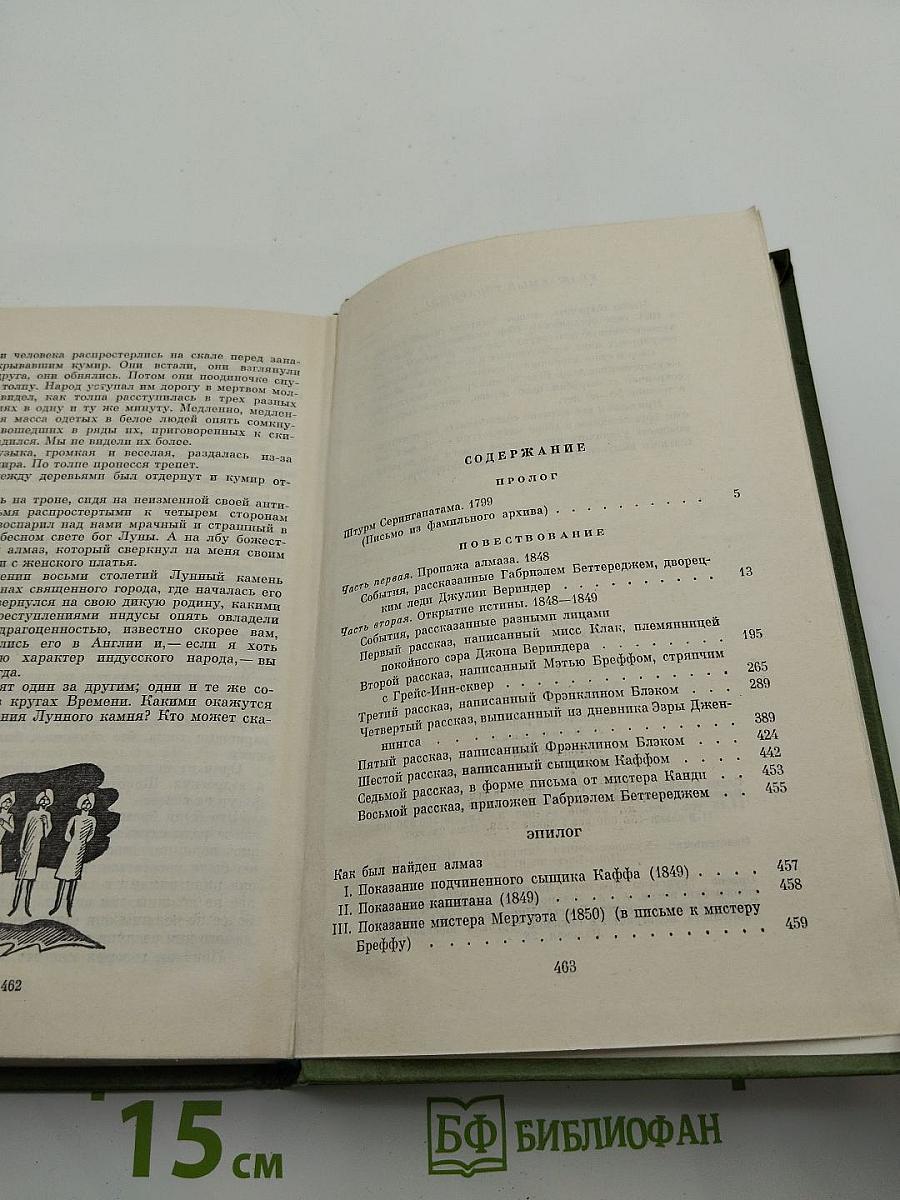 и человека распростерлись на скале перед зана-
крывавшим кумир. Они встали, они взглянули
друга, они обнялись. Потом они поодиночке спу-
толпу. Народ уступал им дорогу в мертвом мол-
видел, как толпа расступилась в трех разных
иях в одну и ту же минуту. Медленно, медлен-
я масса одетых в белое людей опять сомкну-
вошедших в ряды их, приговоренных к ски-
дился. Мы не видели их более.
узыка, громкая и веселая, раздалась из-за
мира. По толпе пронесся трепет.
ежду деревьями был отдернут и кумир от-
ь на троне, сидя на неизменной своей анти-
ьмя распростертыми к четырем сторонам
воспарил над нами мрачный и страшный в
бесном свете бог Луны. А на лбу божест-
алмаз, который сверкнул на меня своим
и с женского платья.
ении восьми столетий Лунный камень
нах священного города, где началась его
вернулся на свою дикую родину, какими
реступлениями индусы опять овладели
драгоценностью, известно скорее вам,
лись его в Англии и,— если я хоть
ю характер индусского народа,— вы
гда.
ят один за другим; одни и те же со-
в кругах Времени. Какими окажутся
ния Лунного камня? Кто может ска-
462
СОДЕРЖАНИЕ
ПРОЛОГ
Штурм Серингапатама. 1799
(Письмо из фамильного архива) . . . . . . . . . . 5
ПОВЕСТВОВАНИЕ
Часть первая. Пропажа алмаза. 1848
События, рассказанные Габриэлем Беттереджем, дворец-
ким леди Джулии Вериндер . . . . . . . . . . 13
Часть вторая. Открытие истины. 1848—1849
События, рассказанные разными лицами
Первый рассказ, написанный мисс Клак, племянницей
покойного сэра Джона Вериндера . . . . . . . 195
Второй рассказ, написанный Мэтью Бреффом, стряпчим
с Грейс-Инн-сквер . . . . . . . . . . . . . . 265
Третий рассказ, написанный Фрэнклином Блэком . . . 289
Четвертый рассказ, выписанный из дневника Эзры Джен-
нингса . . . . . . . . . . . . . . . . . . 389
Пятый рассказ, написанный Фрэнклином Блэком . . . 424
Шестой рассказ, написанный сыщиком Каффом . . . . 442
Седьмой рассказ, в форме письма от мистера Канди . . 453
Восьмой рассказ, приложен Габриэлем Беттереджем . . 455
ЭПИЛОГ
Как был найден алмаз
I. Показание подчиненного сыщика Каффа (1849) . . . . 457
II. Показание капитана (1849) . . . . . . . . . . . . 458
III. Показание мистера Мертуэта (1850) (в письме к мистеру
Бреффу) . . . . . . . . . . . . . . . . . . . . 459
463
15 см
БФ БИБЛИОФАН